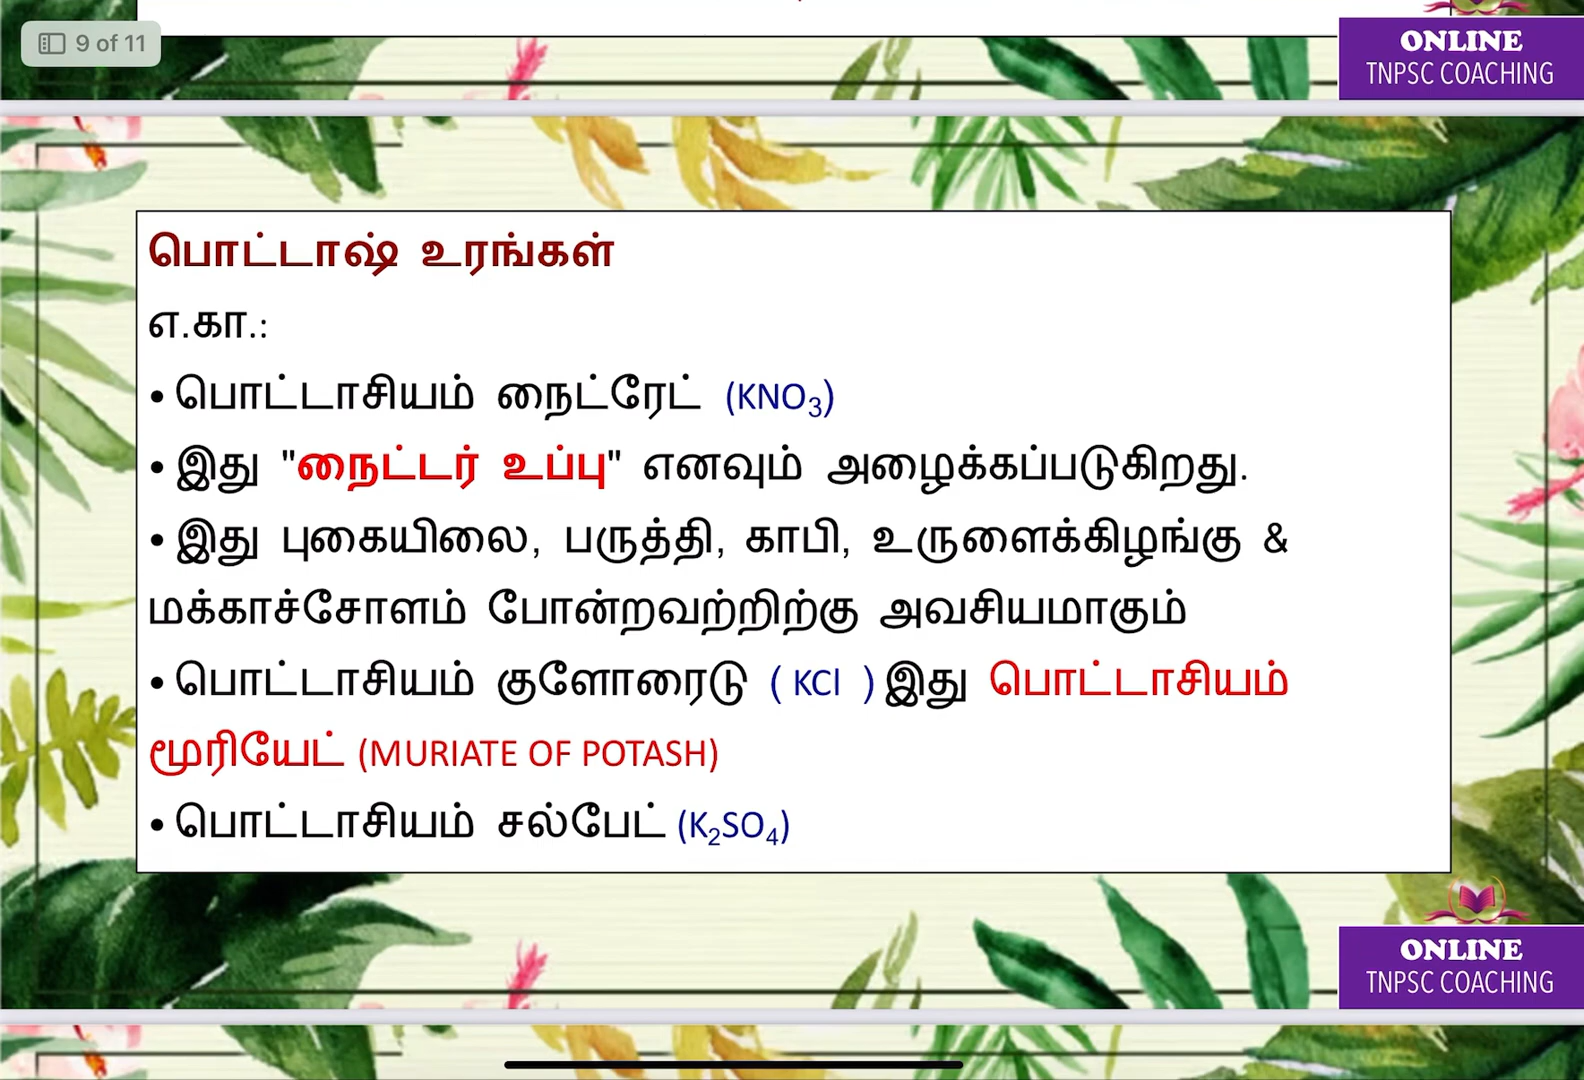 9 of 11
ONLINE
TNPSC COACHING
பொட்டாஷ் உரங்கள்
எ.கா.:
• பொட்டாசியம் நைட்ரேட் (KNO₃)
• இது "நைட்டர் உப்பு" எனவும் அழைக்கப்படுகிறது.
• இது புகையிலை, பருத்தி, காபி, உருளைக்கிழங்கு &
மக்காச்சோளம் போன்றவற்றிற்கு அவசியமாகும்
• பொட்டாசியம் குளோரைடு ( KCl ) இது பொட்டாசியம்
மூரியேட் (MURIATE OF POTASH)
• பொட்டாசியம் சல்பேட் (K₂SO₄)
ONLINE
TNPSC COACHING